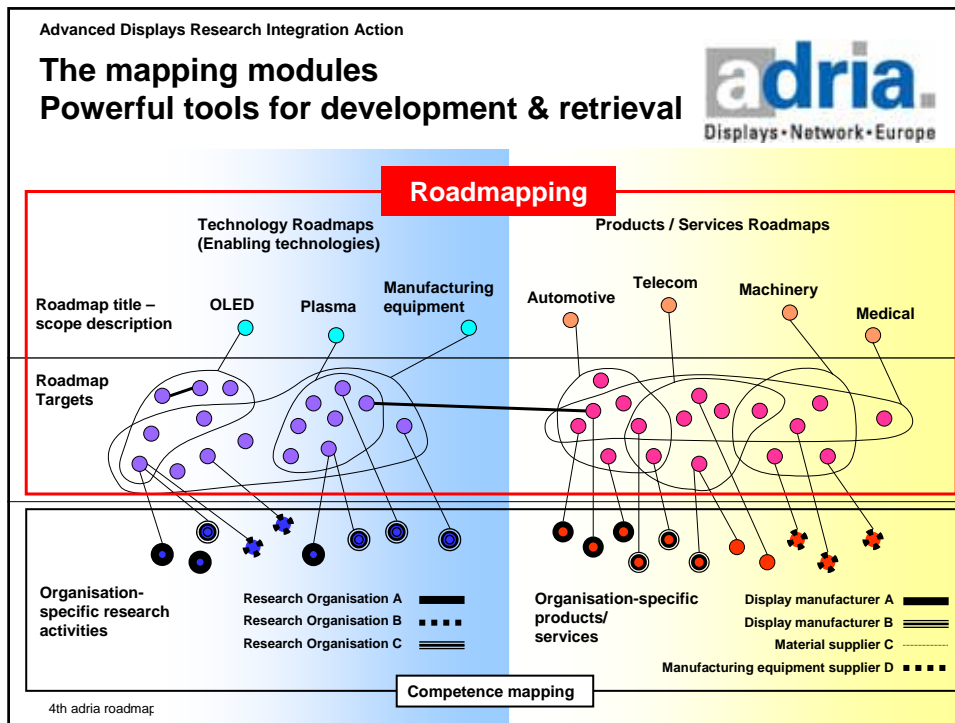 Advanced Displays Research Integration Action
The mapping modules
Powerful tools for development & retrieval
adria.
Displays•Network•Europe
Roadmapping
Technology Roadmaps
(Enabling technologies)
Products / Services Roadmaps
Roadmap title –
scope description
OLED
Plasma
Manufacturing
equipment
Automotive
Telecom
Machinery
Medical
Roadmap
Targets
Organisation-
specific research
activities
Research Organisation A
Research Organisation B
Research Organisation C
Organisation-specific
products/
services
Display manufacturer A
Display manufacturer B
Material supplier C
Manufacturing equipment supplier D
Competence mapping
4th adria roadmap